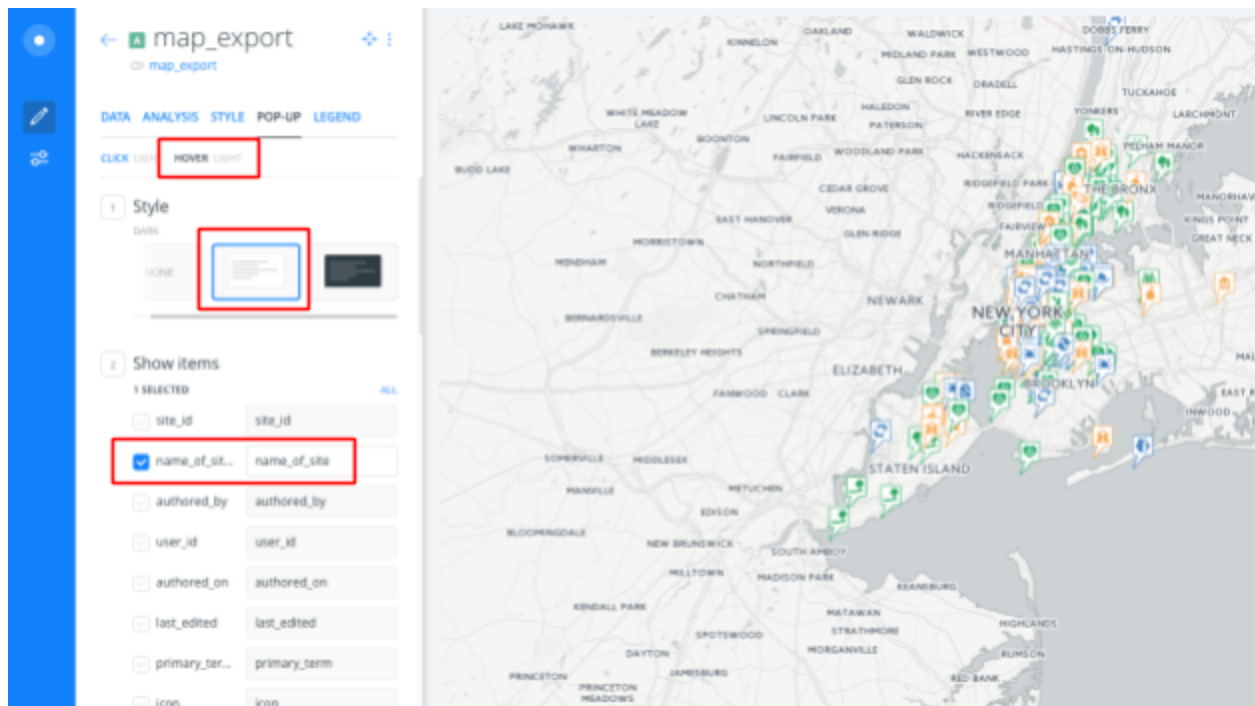 A map_export
map_export
DATA ANALYSIS STYLE POP-UP LEGEND
CLICK LIGHT HOVER LIGHT
1 Style
DARK
NONE
2 Show items
1 SELECTED ALL
site_id site_id
name_of_sit... name_of_site
authored_by authored_by
user_id user_id
authored_on authored_on
last_edited last_edited
primary_ter... primary_term
icon icon
LAKE MOHAWK
KINNELON
OAKLAND
WALDWICK
DOBBS FERRY
MIDLAND PARK
WESTWOOD
HASTINGS-ON-HUDSON
GLEN ROCK
ORADELL
TUCKAHOE
WHITE MEADOW
LAKE
LINCOLN PARK
HALEDON
PATERSON
RIVER EDGE
YONKERS
LARCHMONT
WHARTON
BOONTON
FAIRFIELD
WOODLAND PARK
HACKENSACK
PELHAM MANOR
BUDD LAKE
CEDAR GROVE
RIDGEFIELD PARK
THE BRONX
MANORHAV
EAST HANOVER
VERONA
RIDGEFIELD
KINGS POINT
MORRISTOWN
GLEN RIDGE
FAIRVIEW
GREAT NECK
MENDHAM
NORTHFIELD
MANHATTAN
CHATHAM
NEWARK
BERNARDSVILLE
SPRINGFIELD
NEW YORK
CITY
BERKELEY HEIGHTS
ELIZABETH
MAL
FANWOOD
CLARK
BROOKLYN
EAST R
INWOOD
SOMERVILLE
MIDDLESEX
STATEN ISLAND
MANVILLE
METUCHEN
EDISON
BLOOMINGDALE
NEW BRUNSWICK
SOUTH AMBOY
MILLTOWN
MADISON PARK
KEANSBURG
KENDALL PARK
MATAWAN
HIGHLANDS
SPOTSWOOD
STRATHMORE
DAYTON
MORGANVILLE
RUMSON
PRINCETON
JAMESBURG
RED BANK
PRINCETON
MEADOWS